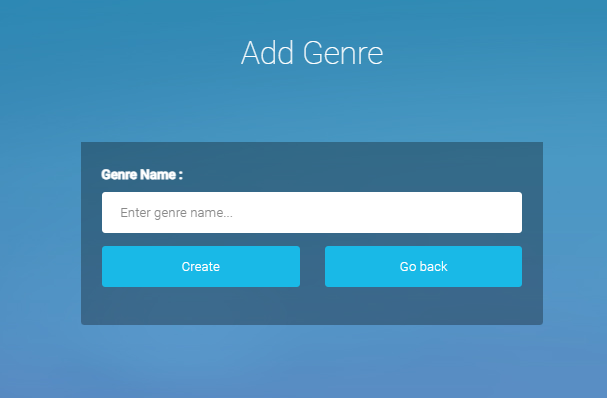 Add Genre
Genre Name :
Enter genre name...
Create
Go back